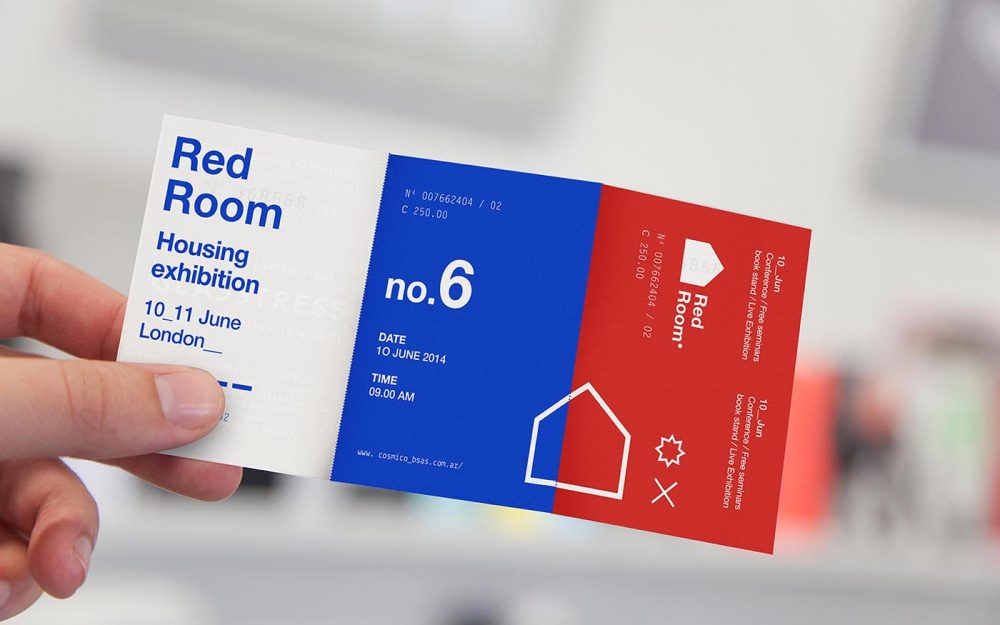 Red
Room
Housing
exhibition
10_11 June
London__
Nº 007662404 / 02
C 250.00
no.6
DATE
10 JUNE 2014
TIME
09.00 AM
www. cosmico_bsas.com.ar/
Nº 007662404 / 02
C 250.00
Red
Room
10__Jun
Conference / Free seminars
book stand / Live Exhibition
10__Jun
Conference / Free seminars
book stand / Live Exhibition